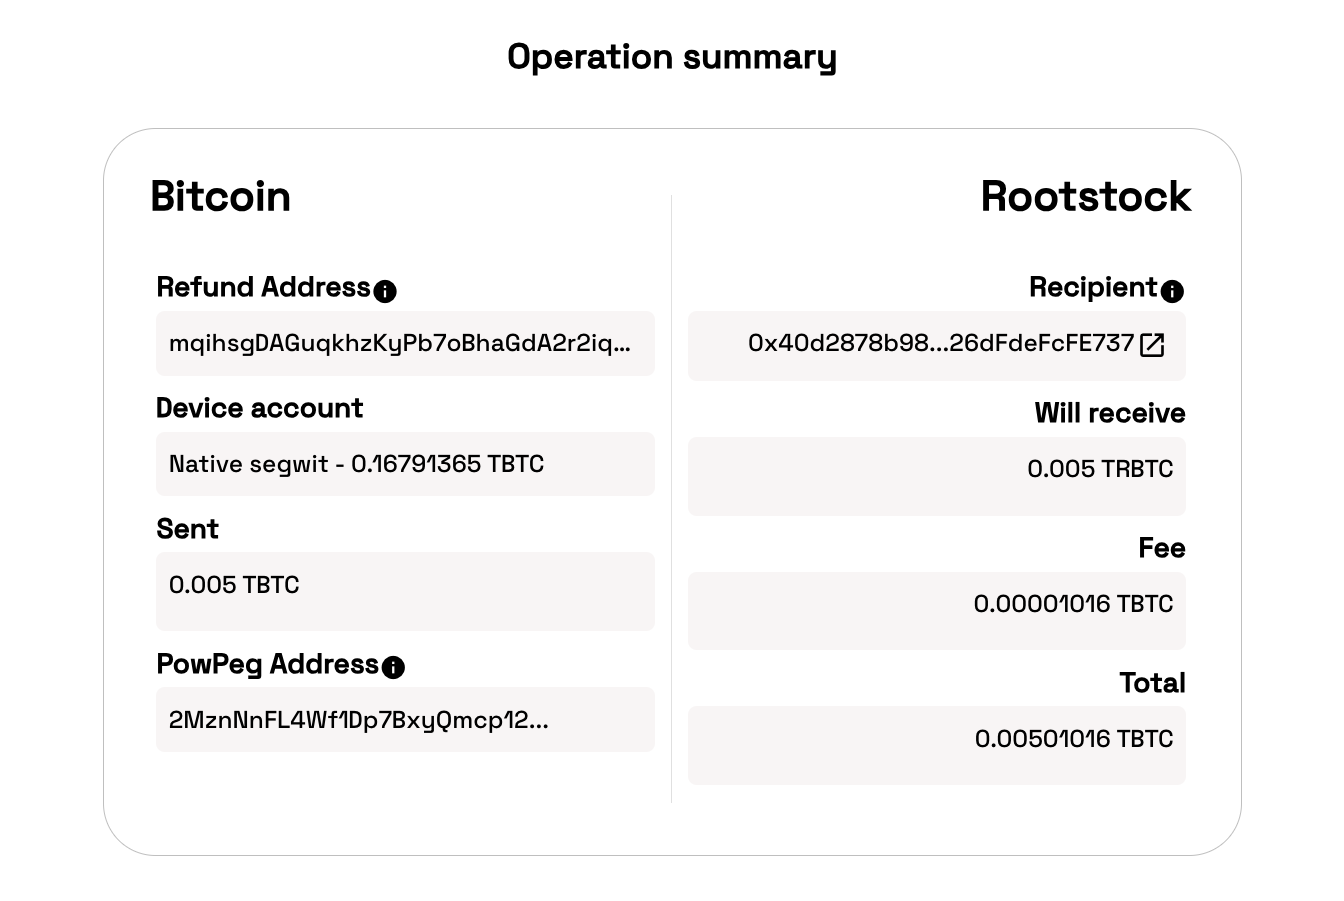 Operation summary
Bitcoin
Refund Address
mqihsgDAGuqkhzKyPb7oBhaGdA2r2iq...
Device account
Native segwit - 0.16791365 TBTC
Sent
0.005 TBTC
PowPeg Address
2MznNnFL4Wf1Dp7BxyQmcp12...
Rootstock
Recipient
0x40d2878b98...26dFdeFcFE737
Will receive
0.005 TRBTC
Fee
0.00001016 TBTC
Total
0.00501016 TBTC